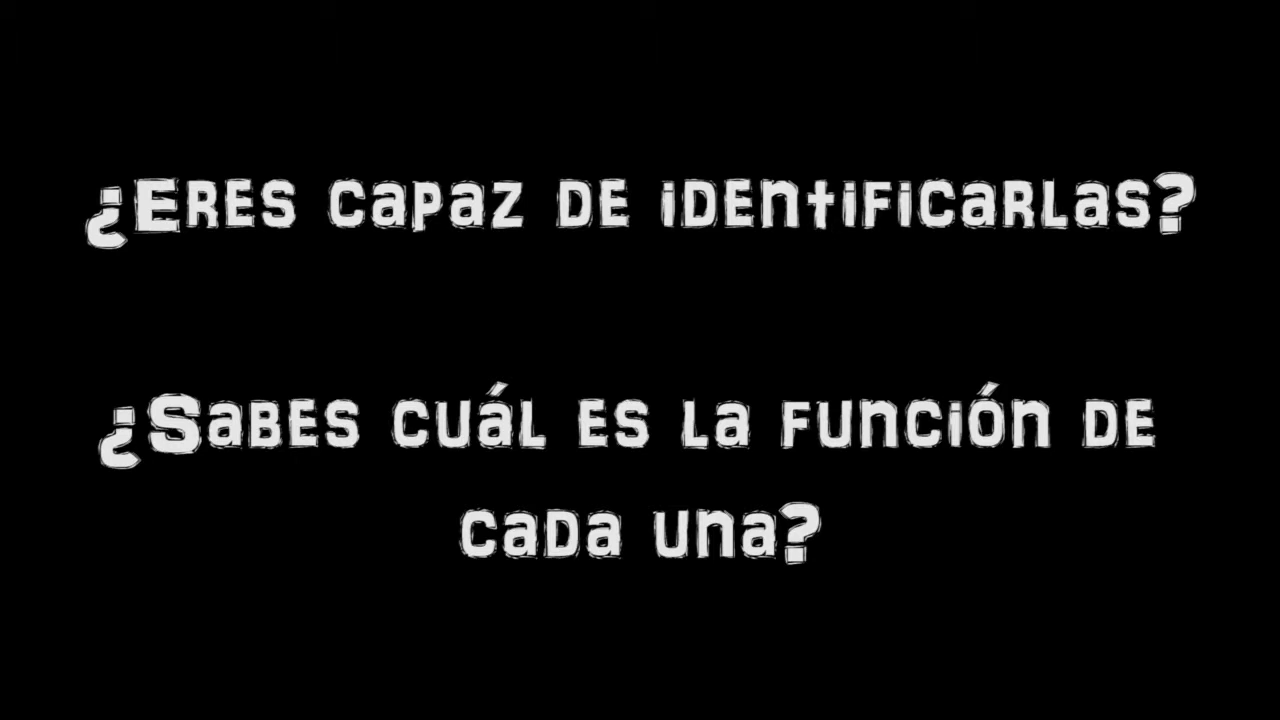 ¿Eres capaz de identificarlas?
¿Sabes cuál es la función de
cada una?